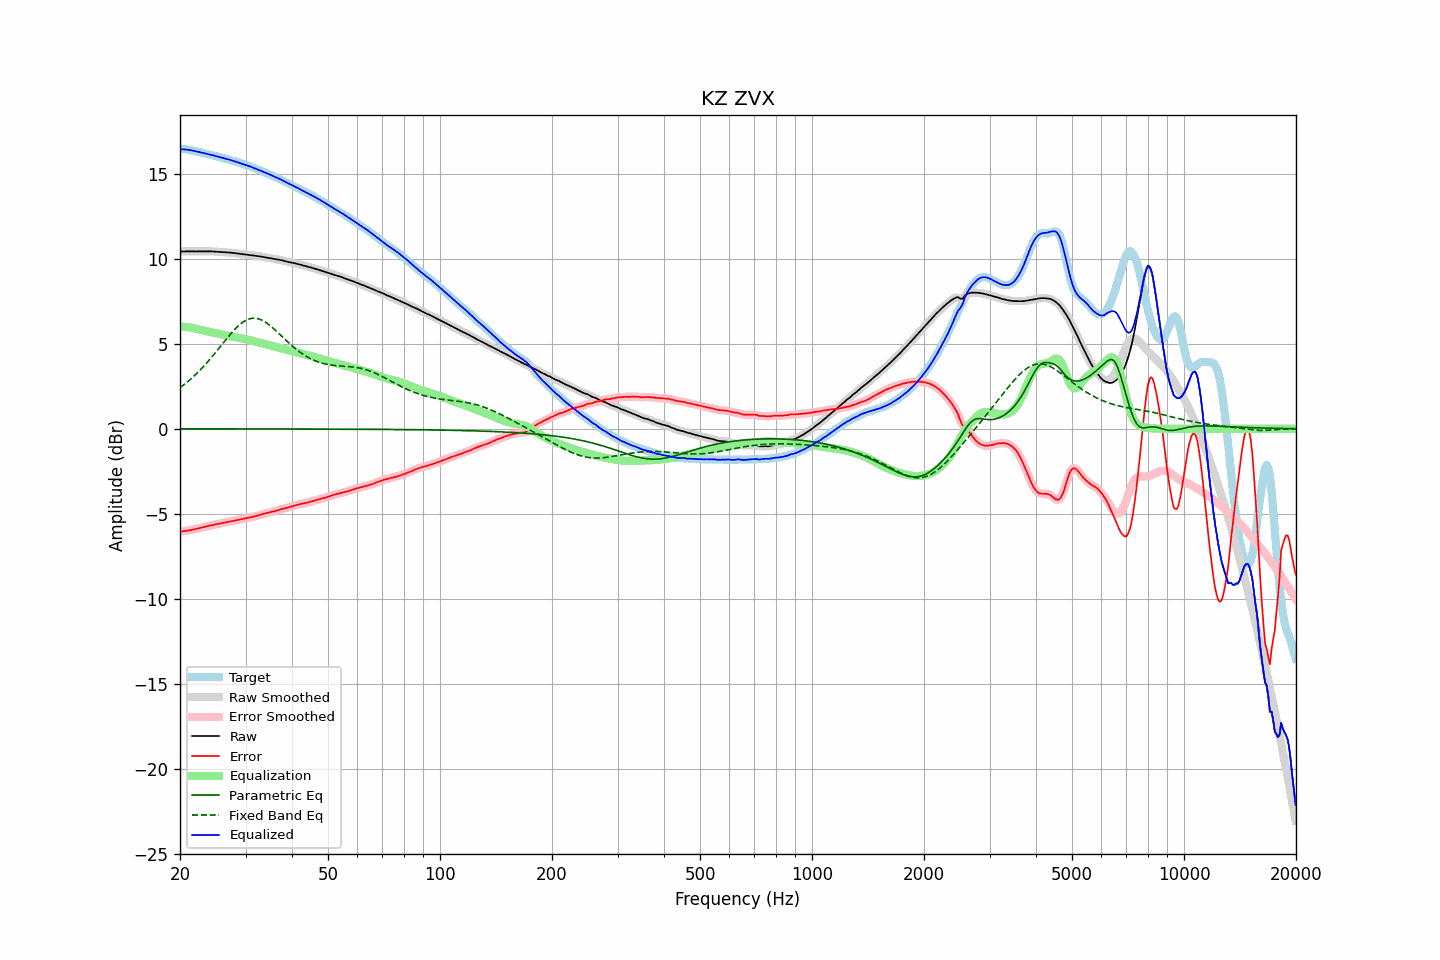 KZ ZVX
Amplitude (dBr)
15
10
5
0
−5
−10
−15
−20
−25
Target
Raw Smoothed
Error Smoothed
Raw
Error
Equalization
Parametric Eq
Fixed Band Eq
Equalized
20 50 100 200 500 1000 2000 5000 10000 20000
Frequency (Hz)